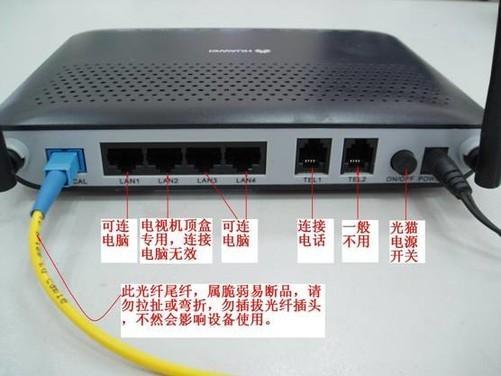 HUAWEI
OPTICAL LAN1 LAN2 LAN3 LAN4 TEL1 TEL2 ON/OFF POWER
可连
电脑
电视机顶盒
专用，连接
电脑无效
可连
电脑
连接
电话
一般
不用
光猫
电源
开关
此光纤尾纤，属脆弱易断品，请
勿拉扯或弯折，勿插拔光纤插头
，不然会影响设备使用。